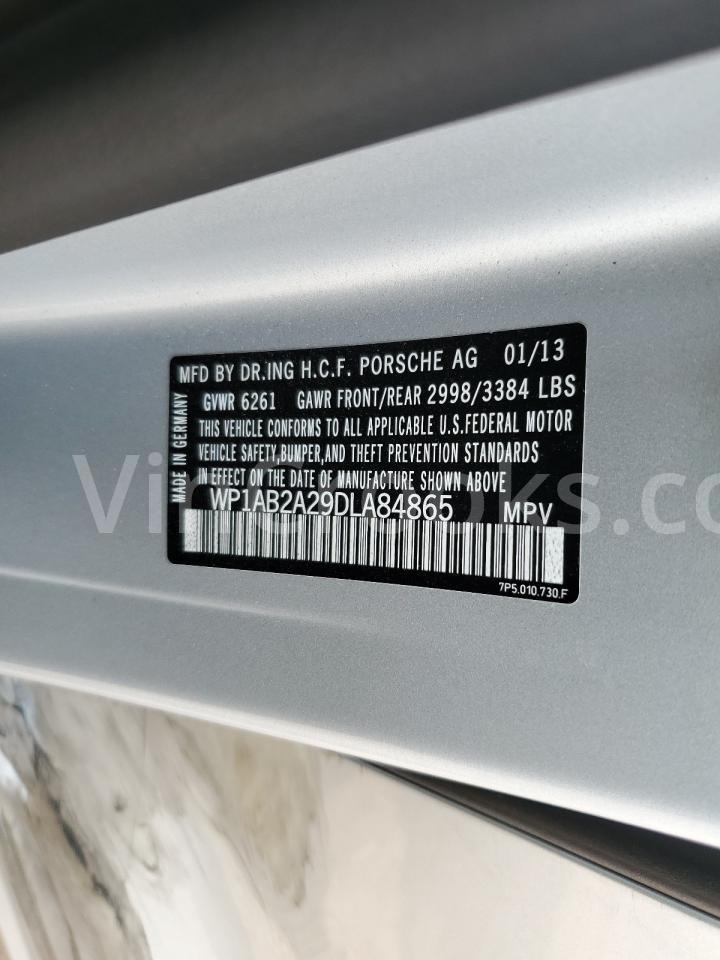 MFD BY DR.ING H.C.F. PORSCHE AG 01/13
GVWR 6261 GAWR FRONT/REAR 2998/3384 LBS
THIS VEHICLE CONFORMS TO ALL APPLICABLE U.S.FEDERAL MOTOR
VEHICLE SAFETY,BUMPER,AND THEFT PREVENTION STANDARDS
IN EFFECT ON THE DATE OF MANUFACTURE SHOWN ABOVE
MADE IN GERMANY
WP1AB2A29DLA84865 MPV
7P5.010.730.F